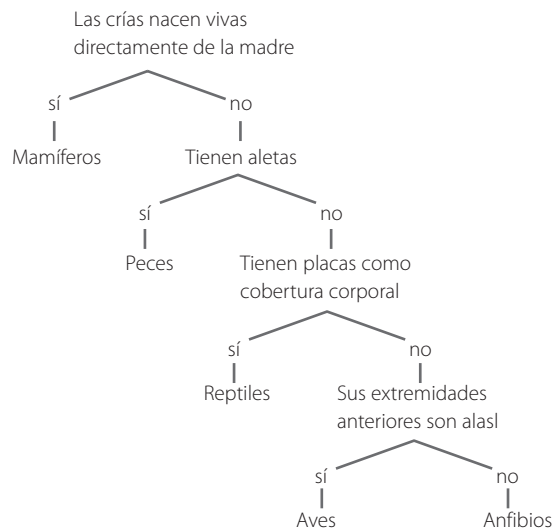 Las crías nacen vivas
directamente de la madre
sí
no
Mamíferos
Tienen aletas
sí
no
Peces
Tienen placas como
cobertura corporal
sí
no
Reptiles
Sus extremidades
anteriores son alasl
sí
no
Aves
Anfibios